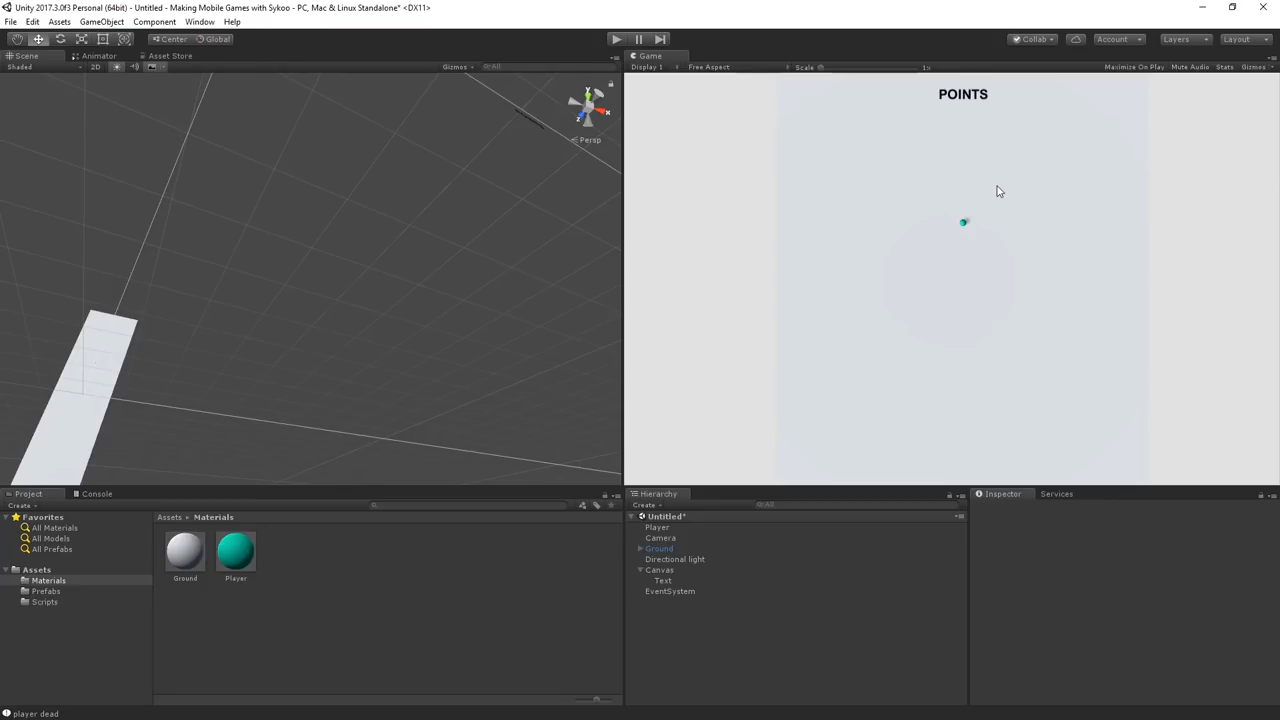 Unity 2017.3.0f3 Personal (64bit) - Untitled - Making Mobile Games with Sykoo - PC, Mac & Linux Standalone* <DX11>
File Edit Assets GameObject Component Window Help
Center Global Collab Account Layers Layout
Scene Animator Asset Store Game
Shaded 2D Gizmos All Display 1 Free Aspect Scale 1x Maximize On Play Mute Audio Stats Gizmos
POINTS
y
x
z
Persp
Project Console Hierarchy Inspector Services
Create Create All
Favorites Assets Materials Untitled*
All Materials Player
All Models Camera
All Prefabs Ground
Directional light
Assets Canvas
Materials Ground Player Text
Prefabs EventSystem
Scripts
player dead